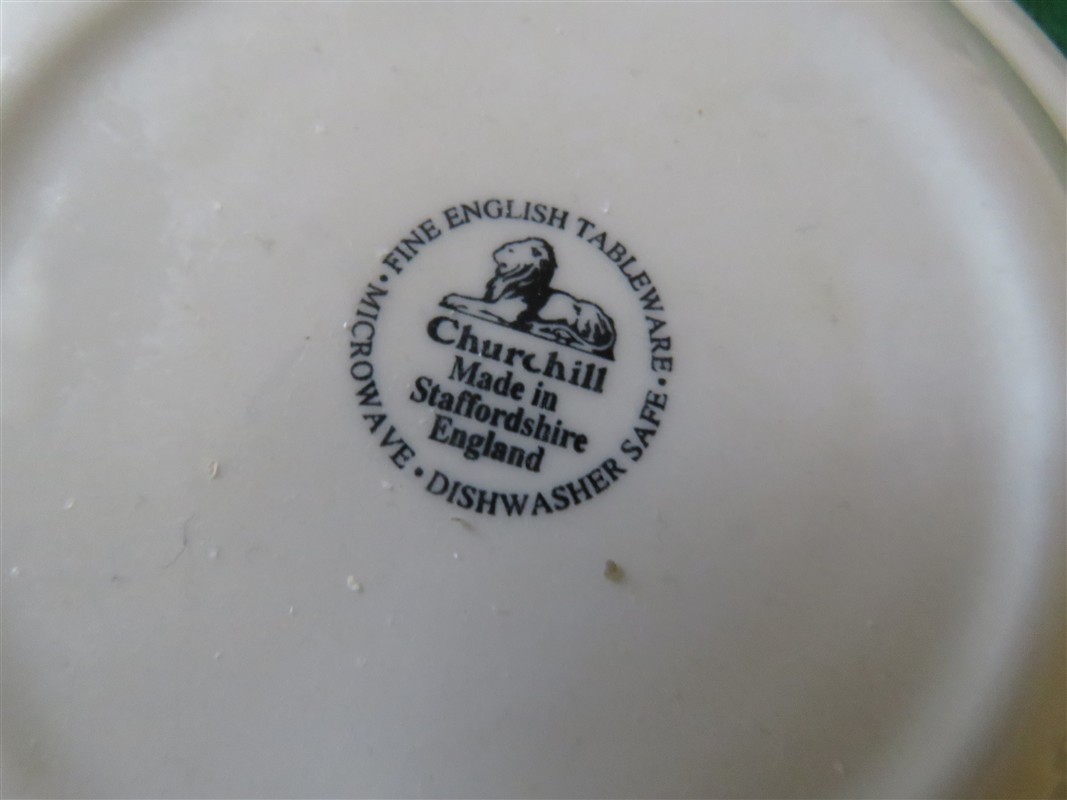 • FINE ENGLISH TABLEWARE •
Churchill
Made in
Staffordshire
England
MICROWAVE • DISHWASHER SAFE